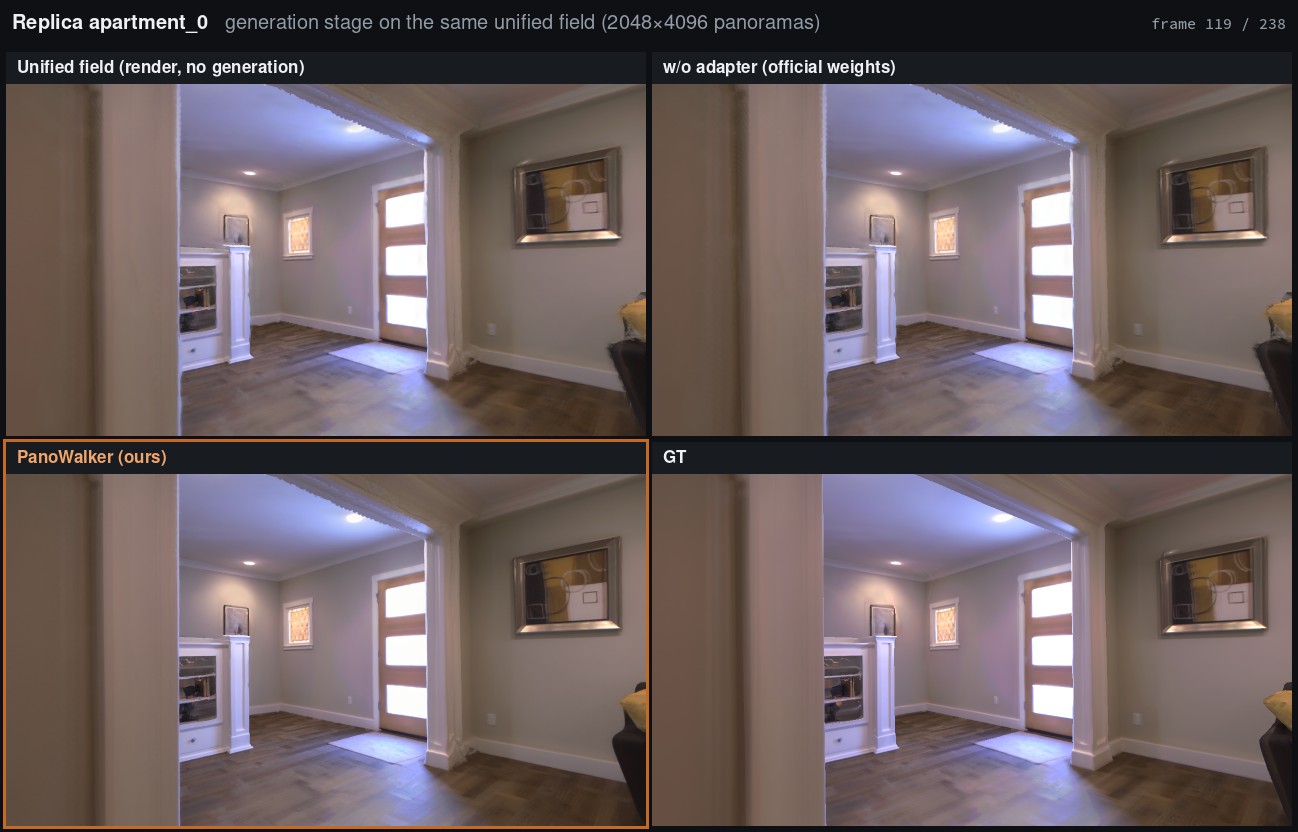 Replica apartment_0 generation stage on the same unified field (2048×4096 panoramas) frame 119 / 238
Unified field (render, no generation)
w/o adapter (official weights)
PanoWalker (ours)
GT